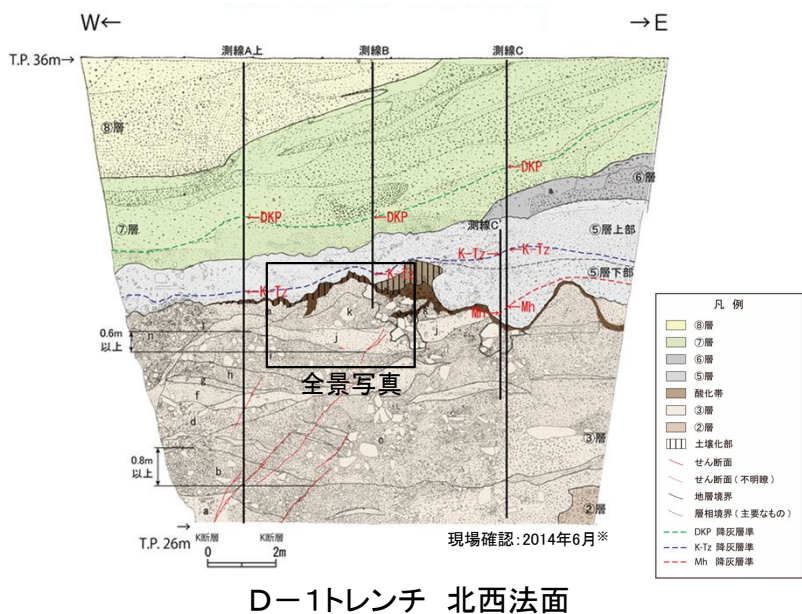 W←
→E
測線A上
測線B
測線C
T.P. 36m→
⑧層
←DKP
⑥層
a
←DKP
←DKP
⑦層
測線C'
⑤層上部
K-Tz→
←K-Tz
←K-Tz
⑤層下部
←K-Tz
Mh→
←Mh
凡 例
⑧層
⑦層
⑥層
⑤層
酸化帯
③層
②層
土壌化部
せん断面
せん断面(不明瞭)
地層境界
層相境界(主要なもの)
DKP 降灰層準
K-Tz 降灰層準
Mh 降灰層準
k
0.6m
以上
n
l
j
j
i
全景写真
h
g
f
d
o
③層
0.8m
以上
b
a
②層
T.P. 26m→
K断層
K断層
現場確認:2014年6月※
0
2m
D-1トレンチ 北西法面